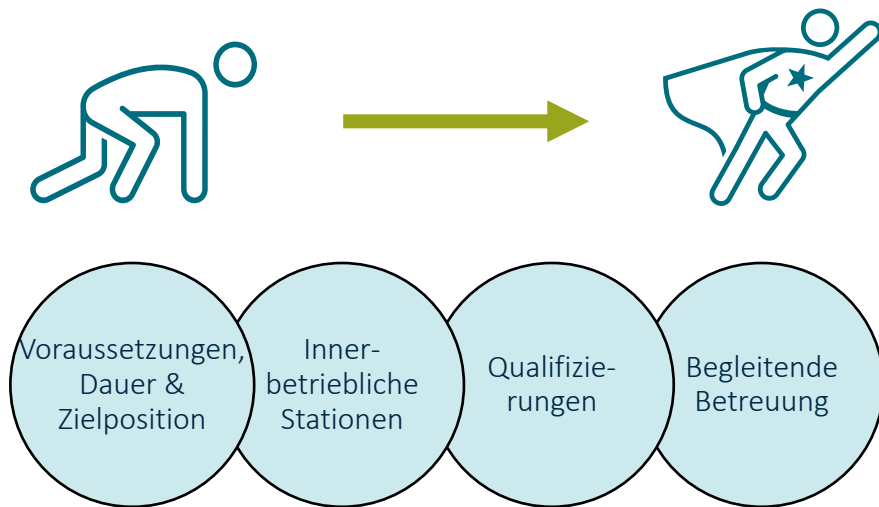 Voraussetzungen,
Dauer &
Zielposition
Inner-
betriebliche
Stationen
Qualifizie-
rungen
Begleitende
Betreuung